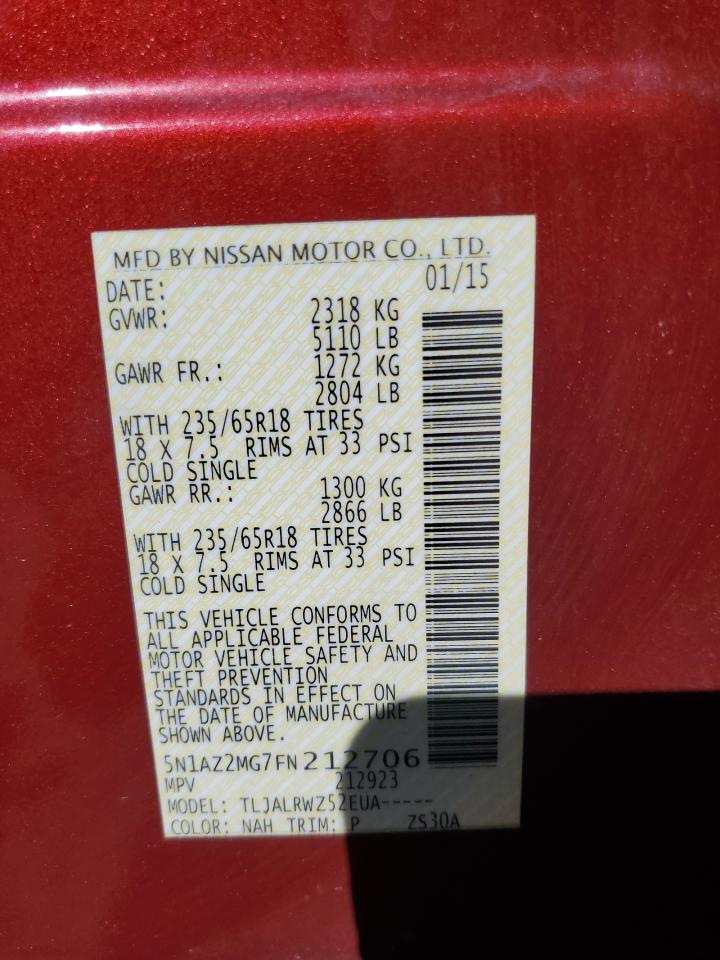 MFD BY NISSAN MOTOR CO., LTD.
DATE: 01/15
GVWR: 2318 KG
5110 LB
GAWR FR.: 1272 KG
2804 LB
WITH 235/65R18 TIRES
18 X 7.5 RIMS AT 33 PSI
COLD SINGLE
GAWR RR.: 1300 KG
2866 LB
WITH 235/65R18 TIRES
18 X 7.5 RIMS AT 33 PSI
COLD SINGLE
THIS VEHICLE CONFORMS TO
ALL APPLICABLE FEDERAL
MOTOR VEHICLE SAFETY AND
THEFT PREVENTION
STANDARDS IN EFFECT ON
THE DATE OF MANUFACTURE
SHOWN ABOVE.
5N1AZ2MG7FN212706
MPV 212923
MODEL: TLJALRWZ52EUA-----
COLOR: NAH TRIM: P ZS30A